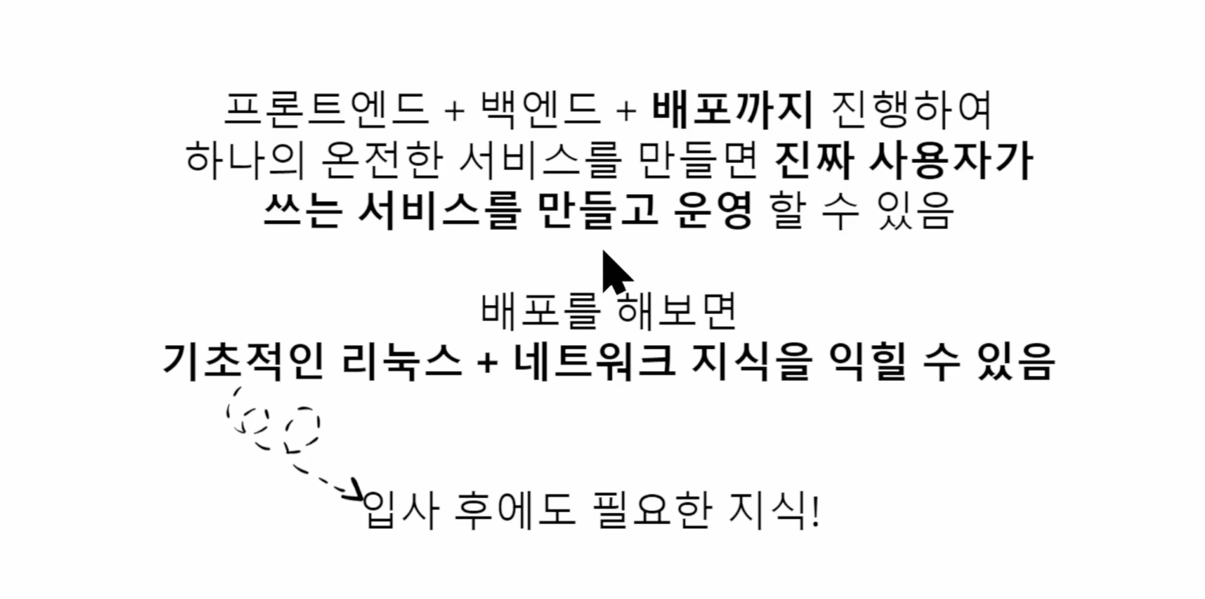 프론트엔드 + 백엔드 + 배포까지 진행하여
하나의 온전한 서비스를 만들면 진짜 사용자가
쓰는 서비스를 만들고 운영 할 수 있음
배포를 해보면
기초적인 리눅스 + 네트워크 지식을 익힐 수 있음
입사 후에도 필요한 지식!